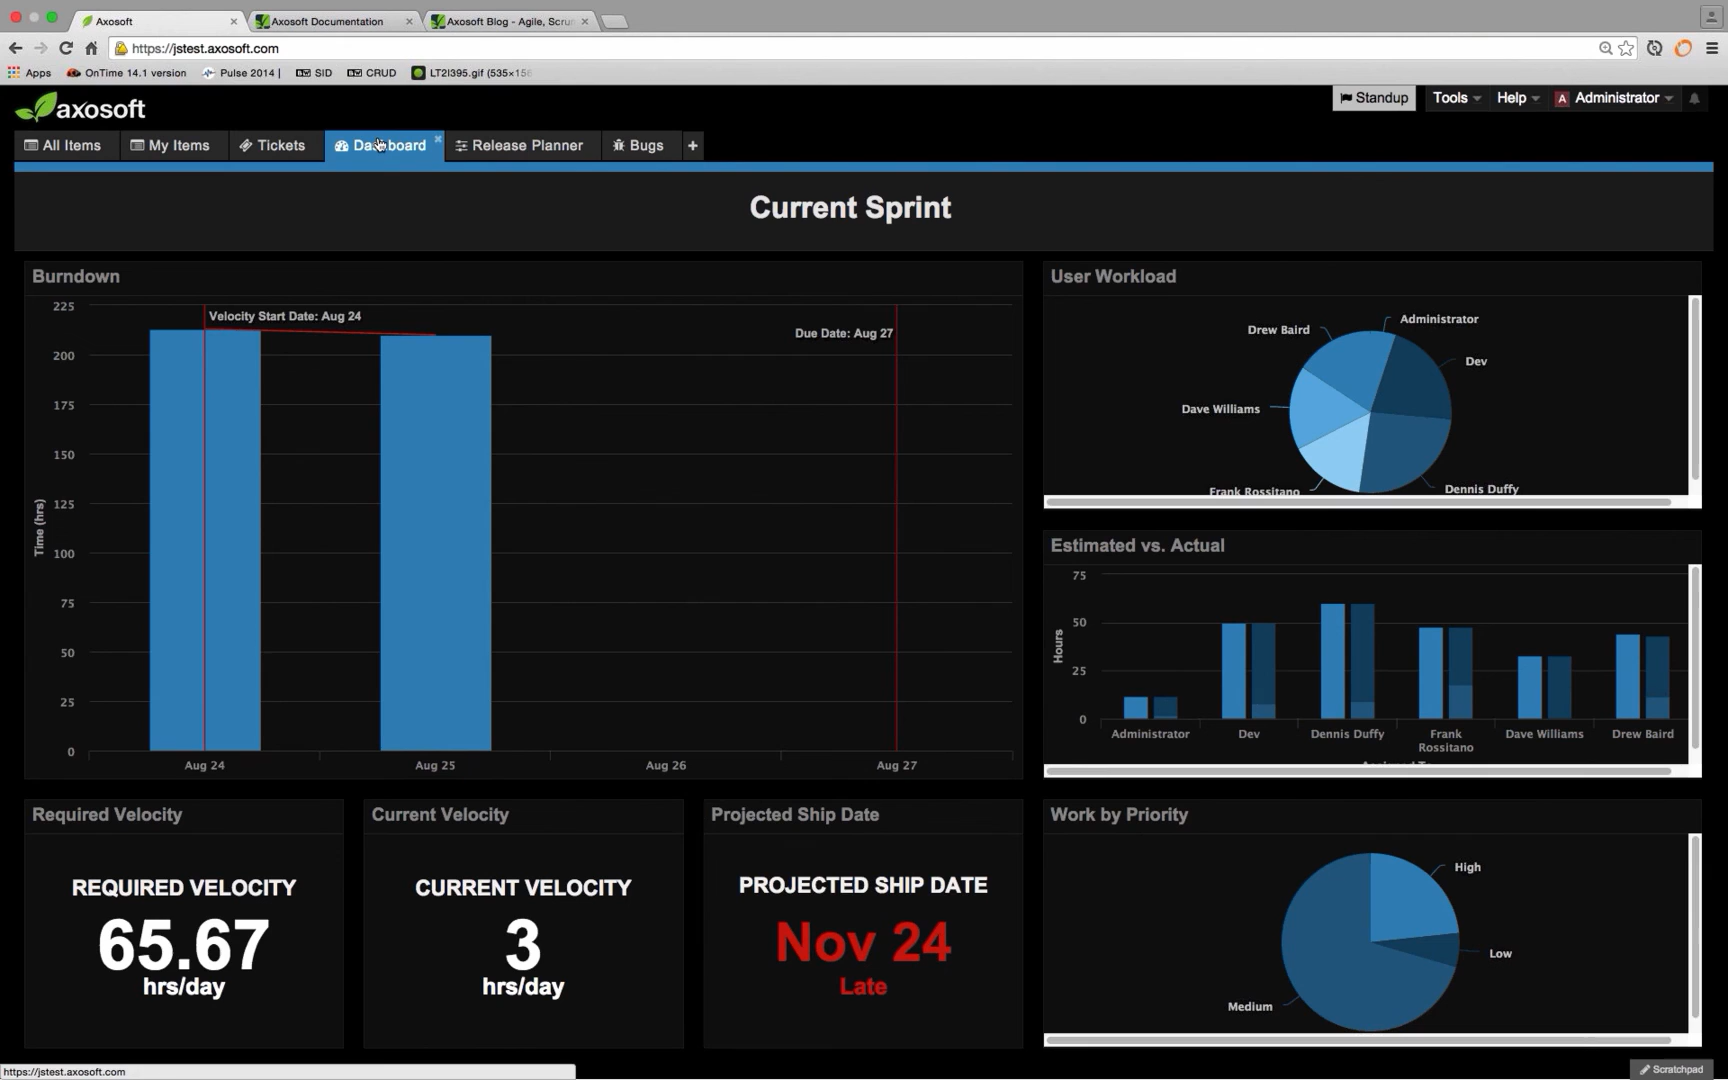 Axosoft
Axosoft Documentation
Axosoft Blog - Agile, Scru
https://jstest.axosoft.com
Apps
OnTime 14.1 version
Pulse 2014 |
SID
CRUD
LT2I395.gif (535×15
axosoft
Standup
Tools
Help
A Administrator
All Items
My Items
Tickets
Dashboard
Release Planner
Bugs
+
Current Sprint
Burndown
225
200
175
150
125
100
75
50
25
0
Time (hrs)
Velocity Start Date: Aug 24
Due Date: Aug 27
Aug 24
Aug 25
Aug 26
Aug 27
User Workload
Administrator
Drew Baird
Dev
Dave Williams
Frank Rossitano
Dennis Duffy
Estimated vs. Actual
75
50
25
0
Hours
Administrator
Dev
Dennis Duffy
Frank
Rossitano
Dave Williams
Drew Baird
Required Velocity
REQUIRED VELOCITY
65.67
hrs/day
Current Velocity
CURRENT VELOCITY
3
hrs/day
Projected Ship Date
PROJECTED SHIP DATE
Nov 24
Late
Work by Priority
High
Low
Medium
https://jstest.axosoft.com
Scratchpad